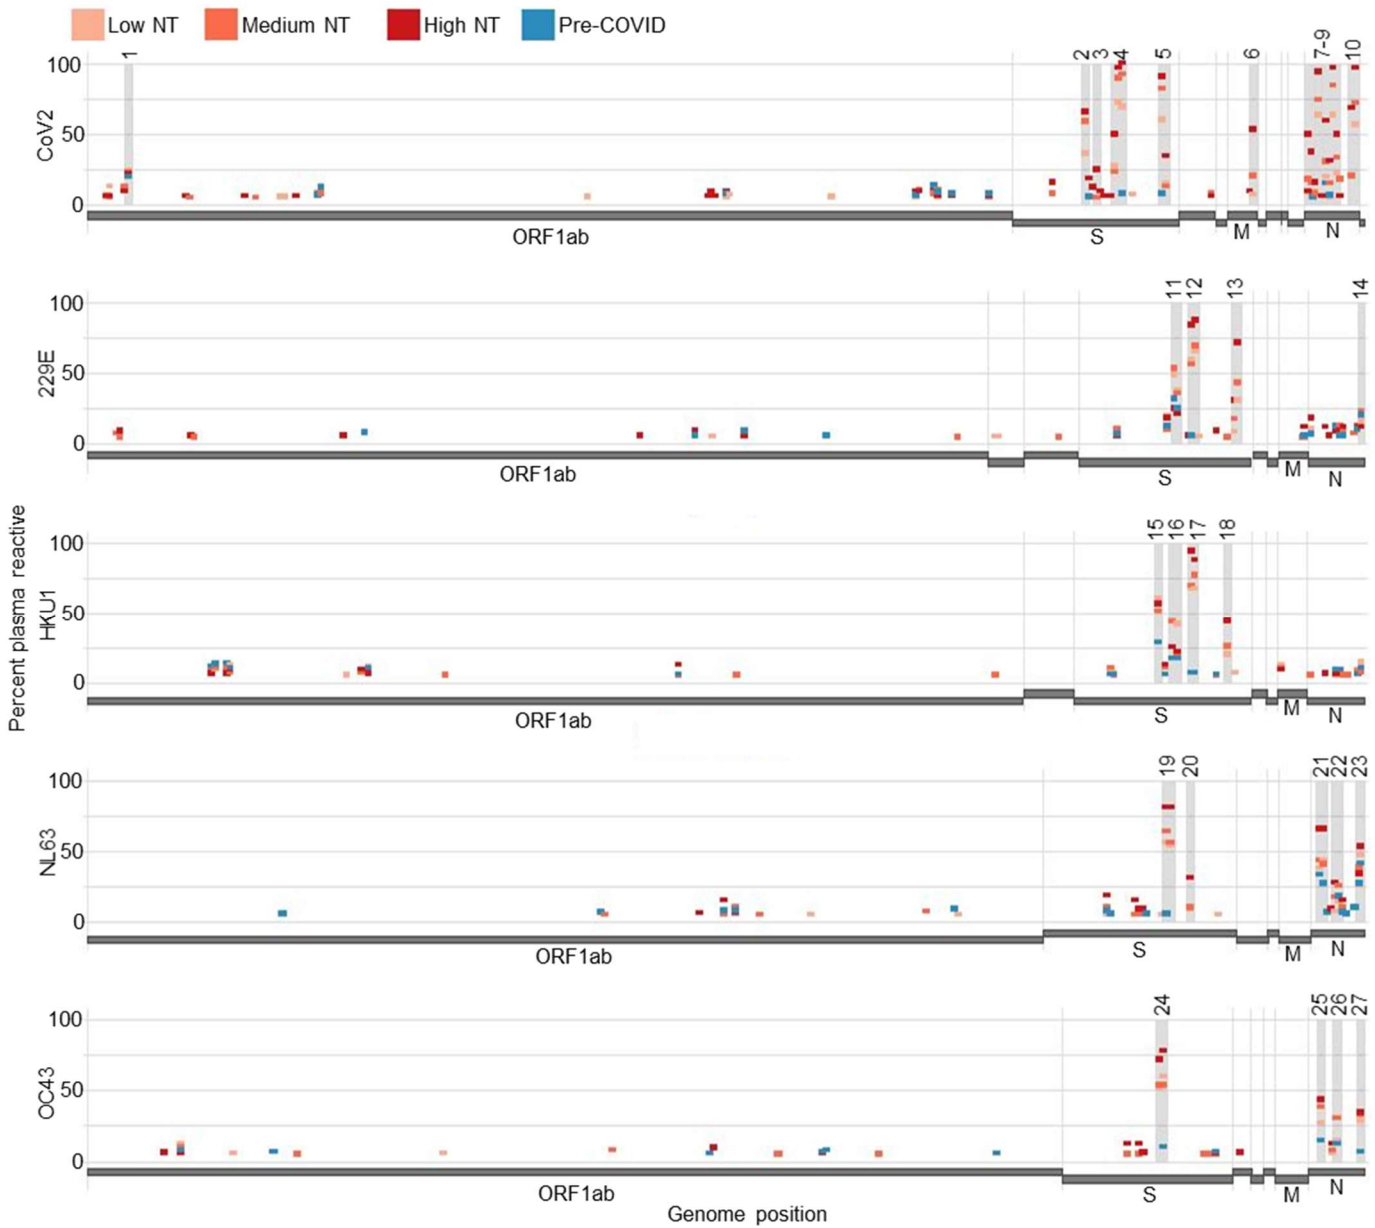 Low NT Medium NT High NT Pre-COVID
Percent plasma reactive
CoV2
100
50
0
1 2 3 4 5 6 7-9 10
ORF1ab S M N
229E
100
50
0
11 12 13 14
ORF1ab S M N
HKU1
100
50
0
15 16 17 18
ORF1ab S M N
NL63
100
50
0
19 20 21 22 23
ORF1ab S M N
OC43
100
50
0
24 25 26 27
ORF1ab S M N
Genome position